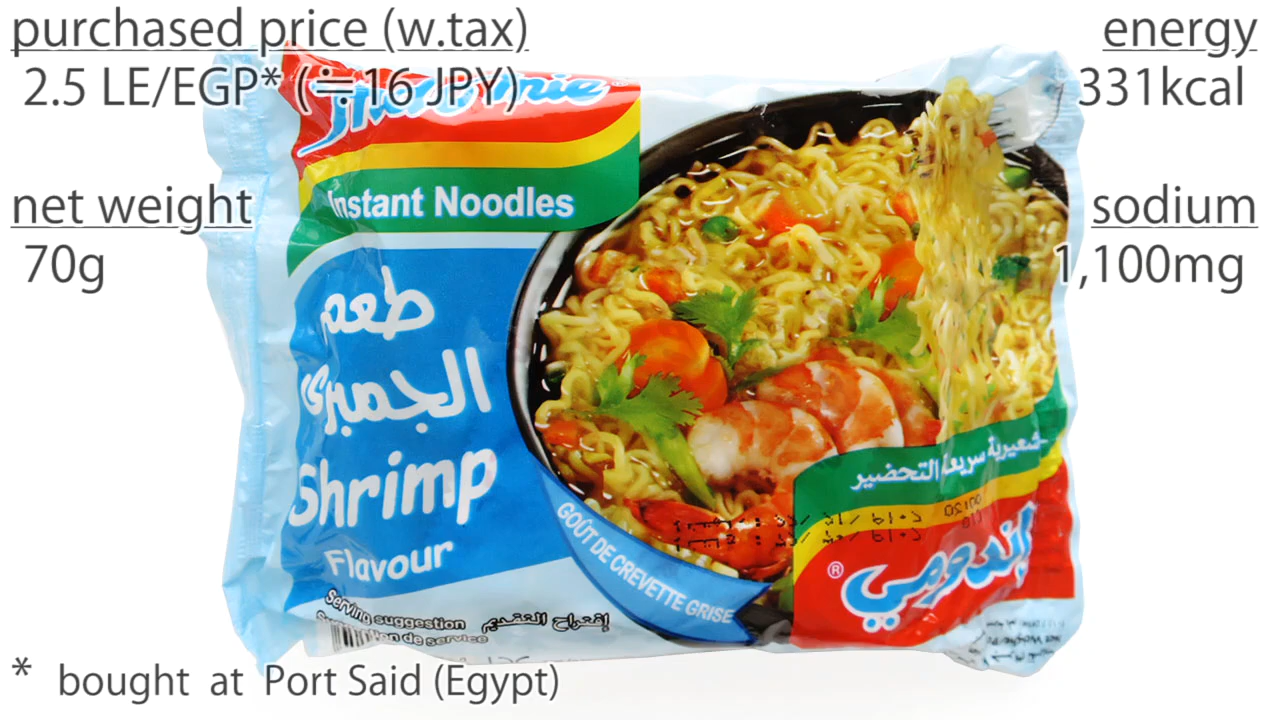 purchased price (w.tax)
2.5 LE/EGP* (≒16 JPY)
energy
331kcal
net weight
70g
sodium
1,100mg
Indomie
Instant Noodles
طعم
الجمبري
Shrimp
Flavour
GOÛT DE CREVETTE GRISE
شعيرية سريعة التحضير
إندومي ®
Serving suggestion إقتراح التقديم
de service
* bought at Port Said (Egypt)